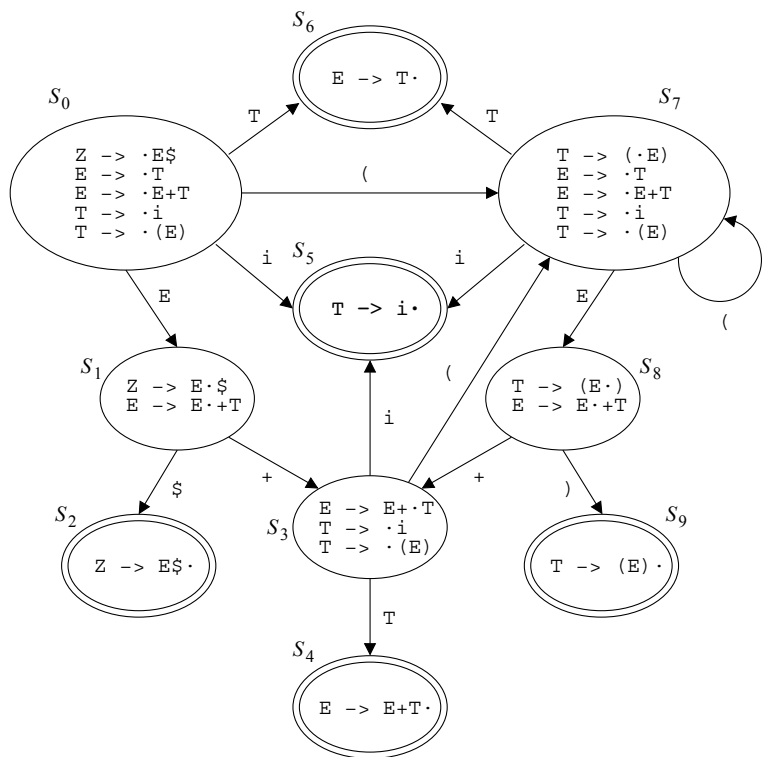 S6
E -> T·
S0
S7
T
T
Z -> ·E$
E -> ·T
E -> ·E+T
T -> ·i
T -> ·(E)
(
T -> (·E)
E -> ·T
E -> ·E+T
T -> ·i
T -> ·(E)
S5
i
i
E
T -> i·
E
(
S1
(
S8
Z -> E·$
E -> E·+T
T -> (E·)
E -> E·+T
i
+
+
$
)
S2
S3
E -> E+·T
T -> ·i
T -> ·(E)
S9
Z -> E$·
T -> (E)·
T
S4
E -> E+T·